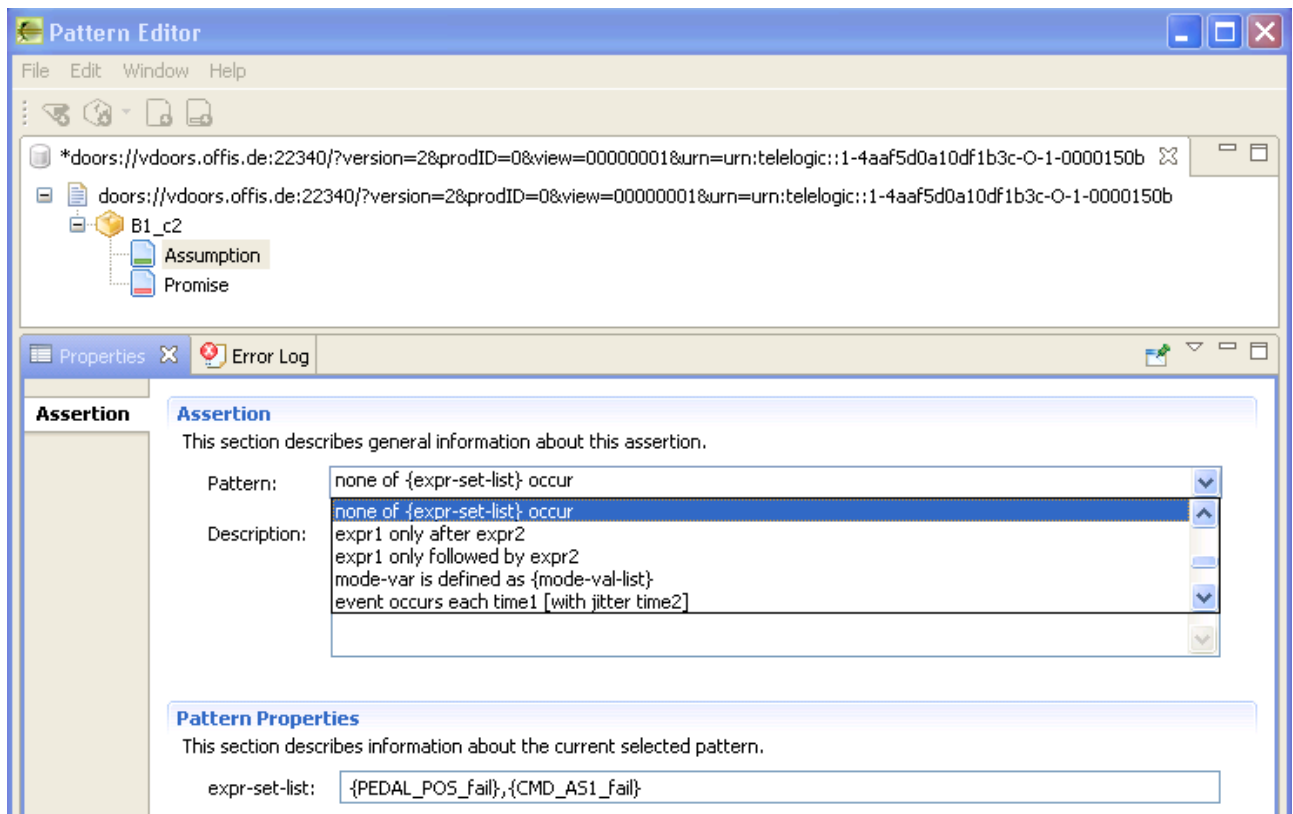 Pattern Editor
File Edit Window Help
*doors://vdoors.offis.de:22340/?version=2&prodID=0&view=00000001&urn=urn:telelogic::1-4aaf5d0a10df1b3c-O-1-0000150b
doors://vdoors.offis.de:22340/?version=2&prodID=0&view=00000001&urn=urn:telelogic::1-4aaf5d0a10df1b3c-O-1-0000150b
B1_c2
Assumption
Promise
Properties Error Log
Assertion Assertion
This section describes general information about this assertion.
Pattern: none of {expr-set-list} occur
none of {expr-set-list} occur
Description: expr1 only after expr2
expr1 only followed by expr2
mode-var is defined as {mode-val-list}
event occurs each time1 [with jitter time2]
Pattern Properties
This section describes information about the current selected pattern.
expr-set-list: {PEDAL_POS_fail},{CMD_AS1_fail}